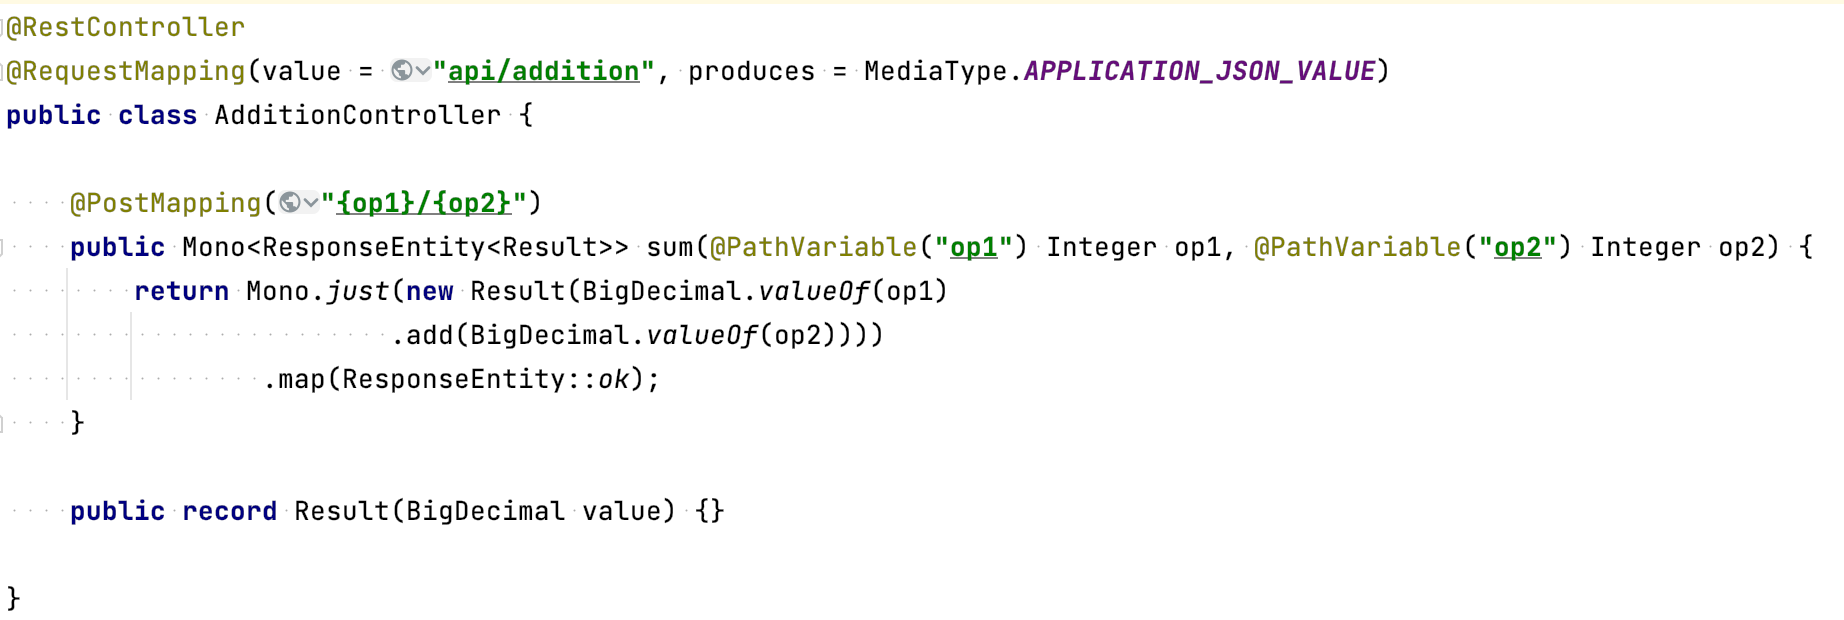 @RestController
@RequestMapping(value = "api/addition", produces = MediaType.APPLICATION_JSON_VALUE)
public class AdditionController {
@PostMapping("{op1}/{op2}")
public Mono<ResponseEntity<Result>> sum(@PathVariable("op1") Integer op1, @PathVariable("op2") Integer op2) {
return Mono.just(new Result(BigDecimal.valueOf(op1)
.add(BigDecimal.valueOf(op2))))
.map(ResponseEntity::ok);
}
public record Result(BigDecimal value) {}
}